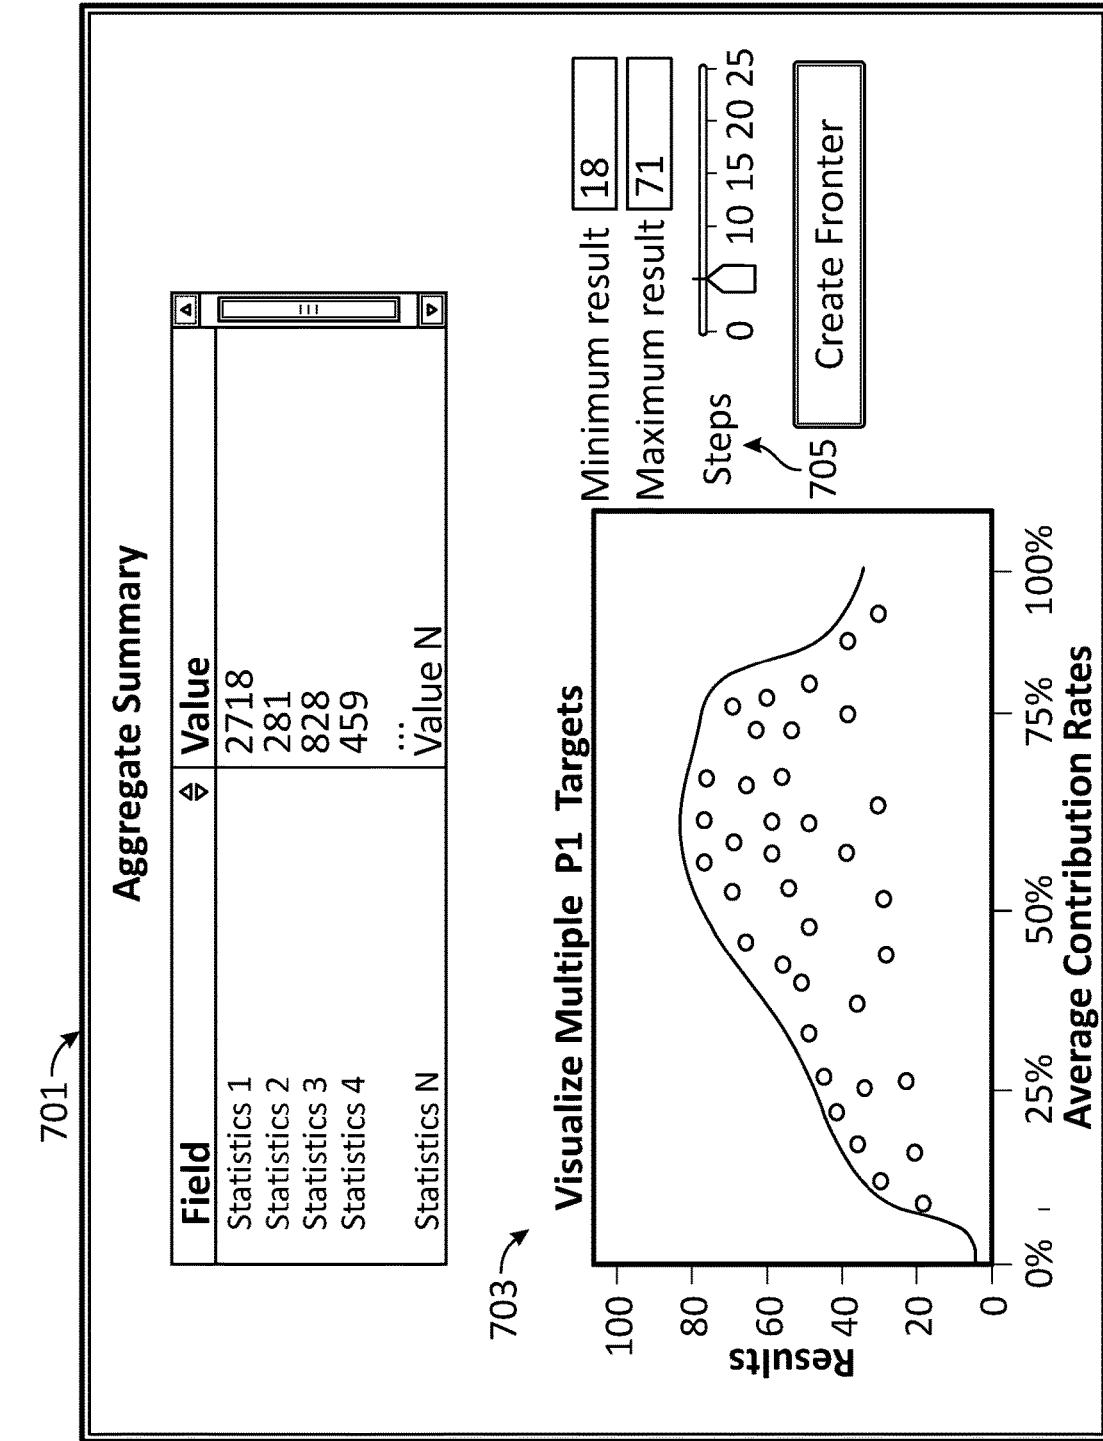 701
Aggregate Summary
Field Value
Statistics 1 2718
Statistics 2 281
Statistics 3 828
Statistics 4 459
...
Statistics N Value N
703
Visualize Multiple P1 Targets
Results
100
80
60
40
20
0
0% 25% 50% 75% 100%
Average Contribution Rates
Minimum result 18
Maximum result 71
Steps 0 10 15 20 25
705
Create Fronter